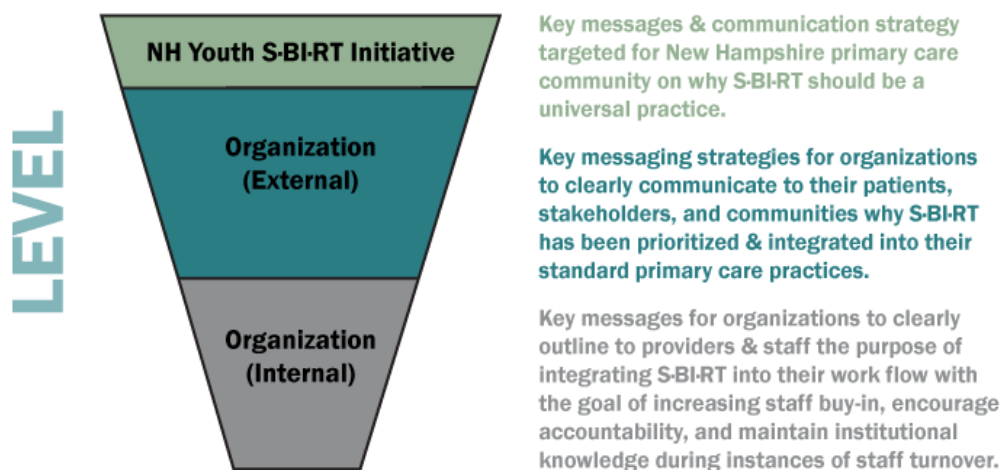 LEVEL
NH Youth S·BI·RT Initiative
Key messages & communication strategy
targeted for New Hampshire primary care
community on why S·BI·RT should be a
universal practice.
Organization
(External)
Key messaging strategies for organizations
to clearly communicate to their patients,
stakeholders, and communities why S·BI·RT
has been prioritized & integrated into their
standard primary care practices.
Organization
(Internal)
Key messages for organizations to clearly
outline to providers & staff the purpose of
integrating S·BI·RT into their work flow with
the goal of increasing staff buy-in, encourage
accountability, and maintain institutional
knowledge during instances of staff turnover.